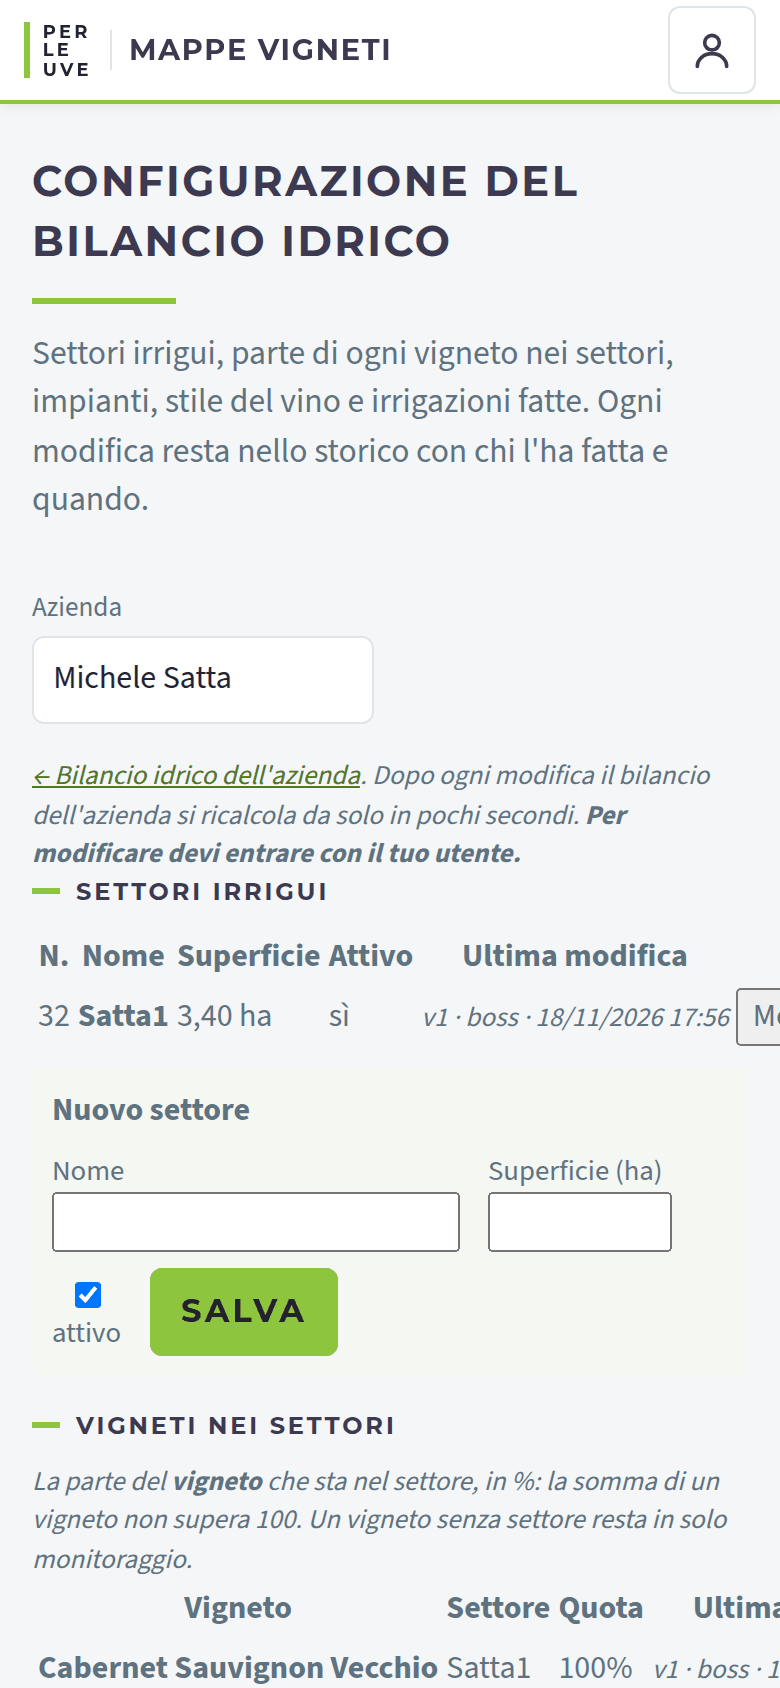 PER
LE
UVE
MAPPE VIGNETI
CONFIGURAZIONE DEL
BILANCIO IDRICO
Settori irrigui, parte di ogni vigneto nei settori,
impianti, stile del vino e irrigazioni fatte. Ogni
modifica resta nello storico con chi l'ha fatta e
quando.
Azienda
Michele Satta
← Bilancio idrico dell'azienda. Dopo ogni modifica il bilancio
dell'azienda si ricalcola da solo in pochi secondi. Per
modificare devi entrare con il tuo utente.
SETTORI IRRIGUI
N. Nome Superficie Attivo Ultima modifica
32 Satta1 3,40 ha sì v1 · boss · 18/11/2026 17:56
Nuovo settore
Nome Superficie (ha)
attivo SALVA
VIGNETI NEI SETTORI
La parte del vigneto che sta nel settore, in %: la somma di un
vigneto non supera 100. Un vigneto senza settore resta in solo
monitoraggio.
Vigneto Settore Quota Ultima
Cabernet Sauvignon Vecchio Satta1 100% v1 · boss · 1